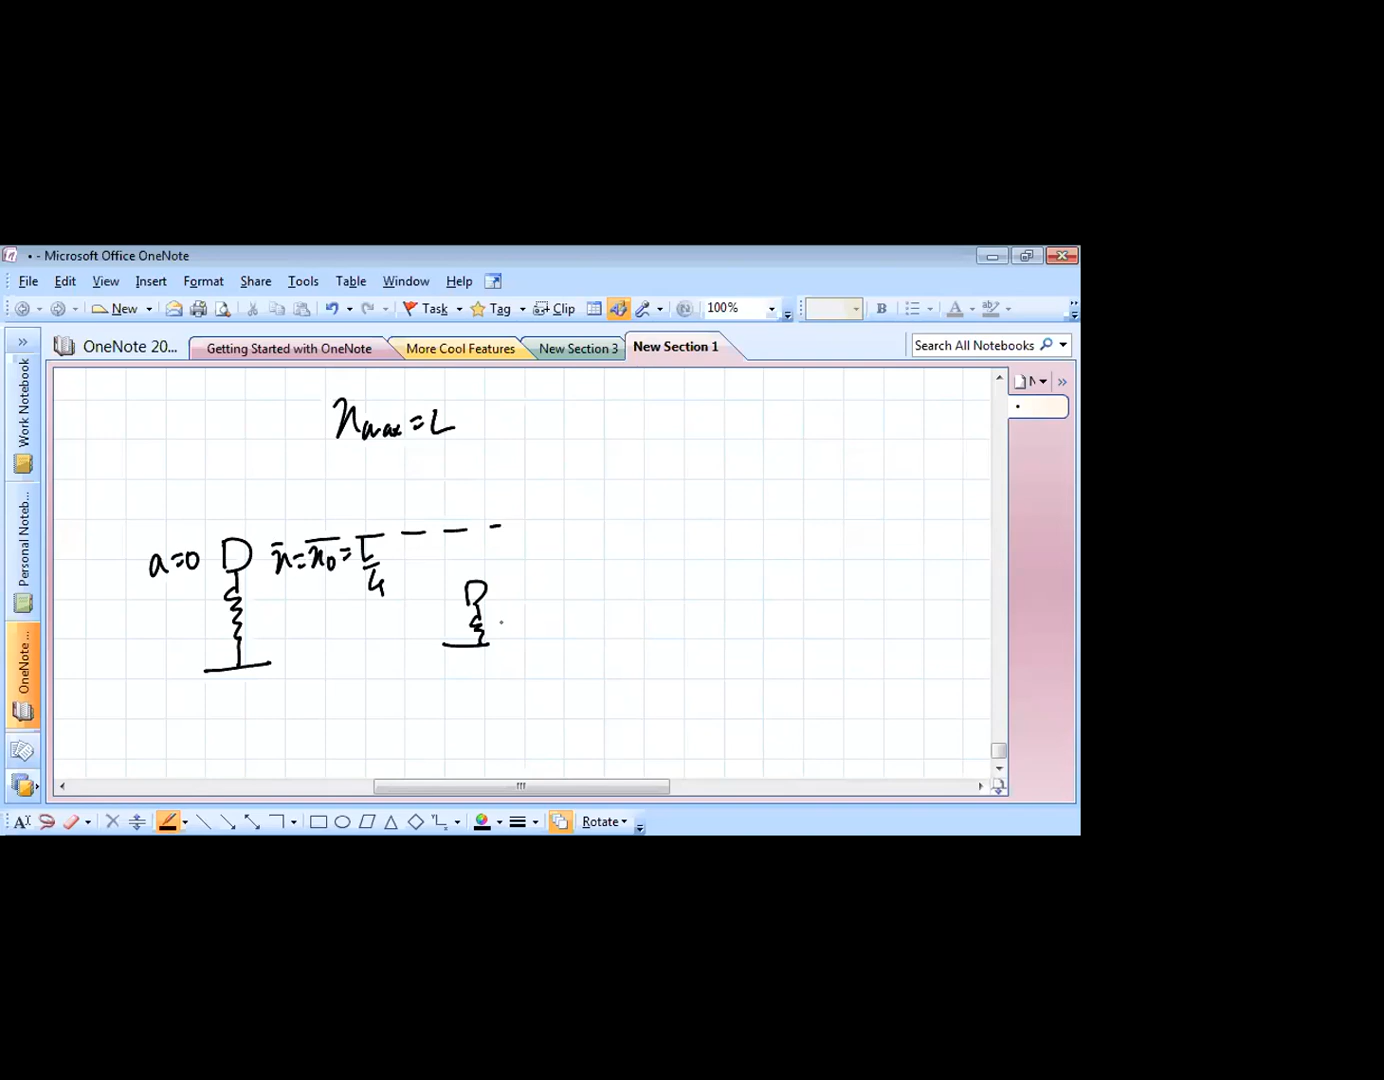 • - Microsoft Office OneNote
File Edit View Insert Format Share Tools Table Window Help
New Task Tag Clip 100% B A ab
OneNote 20... Getting Started with OneNote More Cool Features New Section 3 New Section 1 Search All Notebooks
N
Work Notebook
Personal Noteb...
OneNote ...
x_max = L
a=0 D x̄ = x̄₀ = L/4
D
A Rotate